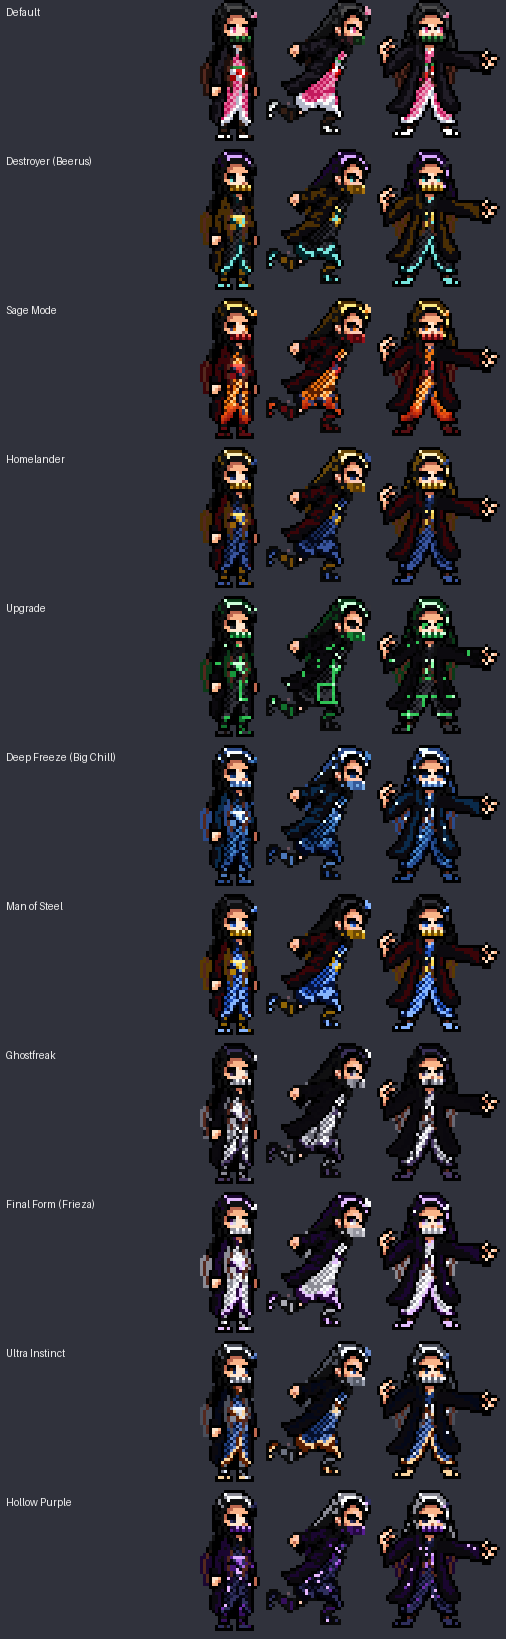 Default
Destroyer (Beerus)
Sage Mode
Homelander
Upgrade
Deep Freeze (Big Chill)
Man of Steel
Ghostfreak
Final Form (Frieza)
Ultra Instinct
Hollow Purple